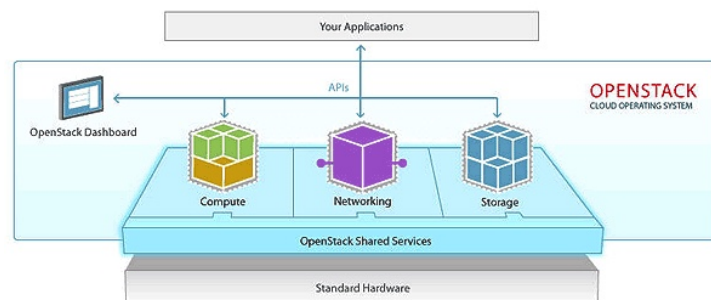 Your Applications
APIs
OPENSTACK
CLOUD OPERATING SYSTEM
OpenStack Dashboard
Compute
Networking
Storage
OpenStack Shared Services
Standard Hardware